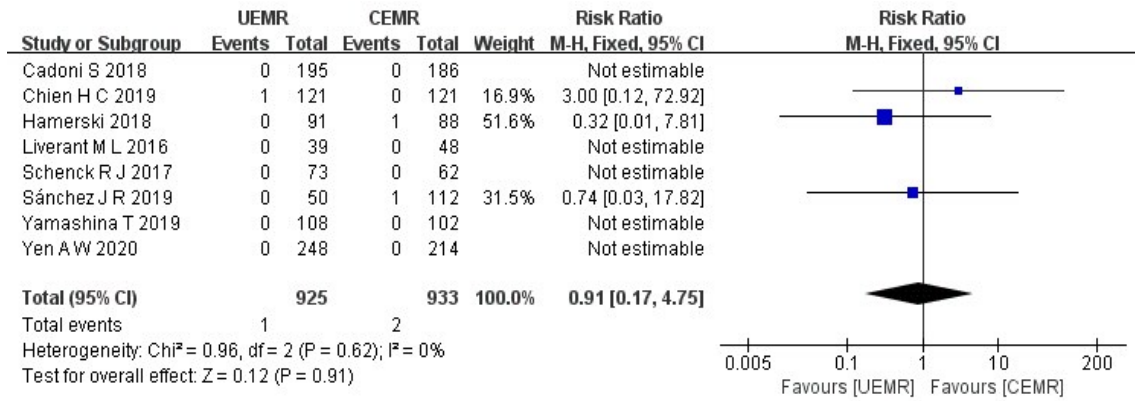 UEMR CEMR Risk Ratio Risk Ratio
Study or Subgroup Events Total Events Total Weight M-H, Fixed, 95% CI M-H, Fixed, 95% CI
Cadoni S 2018 0 195 0 186 Not estimable
Chien H C 2019 1 121 0 121 16.9% 3.00 [0.12, 72.92]
Hamerski 2018 0 91 1 88 51.6% 0.32 [0.01, 7.81]
Liverant M L 2016 0 39 0 48 Not estimable
Schenck R J 2017 0 73 0 62 Not estimable
Sánchez J R 2019 0 50 1 112 31.5% 0.74 [0.03, 17.82]
Yamashina T 2019 0 108 0 102 Not estimable
Yen A W 2020 0 248 0 214 Not estimable
Total (95% CI) 925 933 100.0% 0.91 [0.17, 4.75]
Total events 1 2
Heterogeneity: Chi² = 0.96, df = 2 (P = 0.62); I² = 0%
Test for overall effect: Z = 0.12 (P = 0.91)
0.005 0.1 1 10 200
Favours [UEMR] Favours [CEMR]